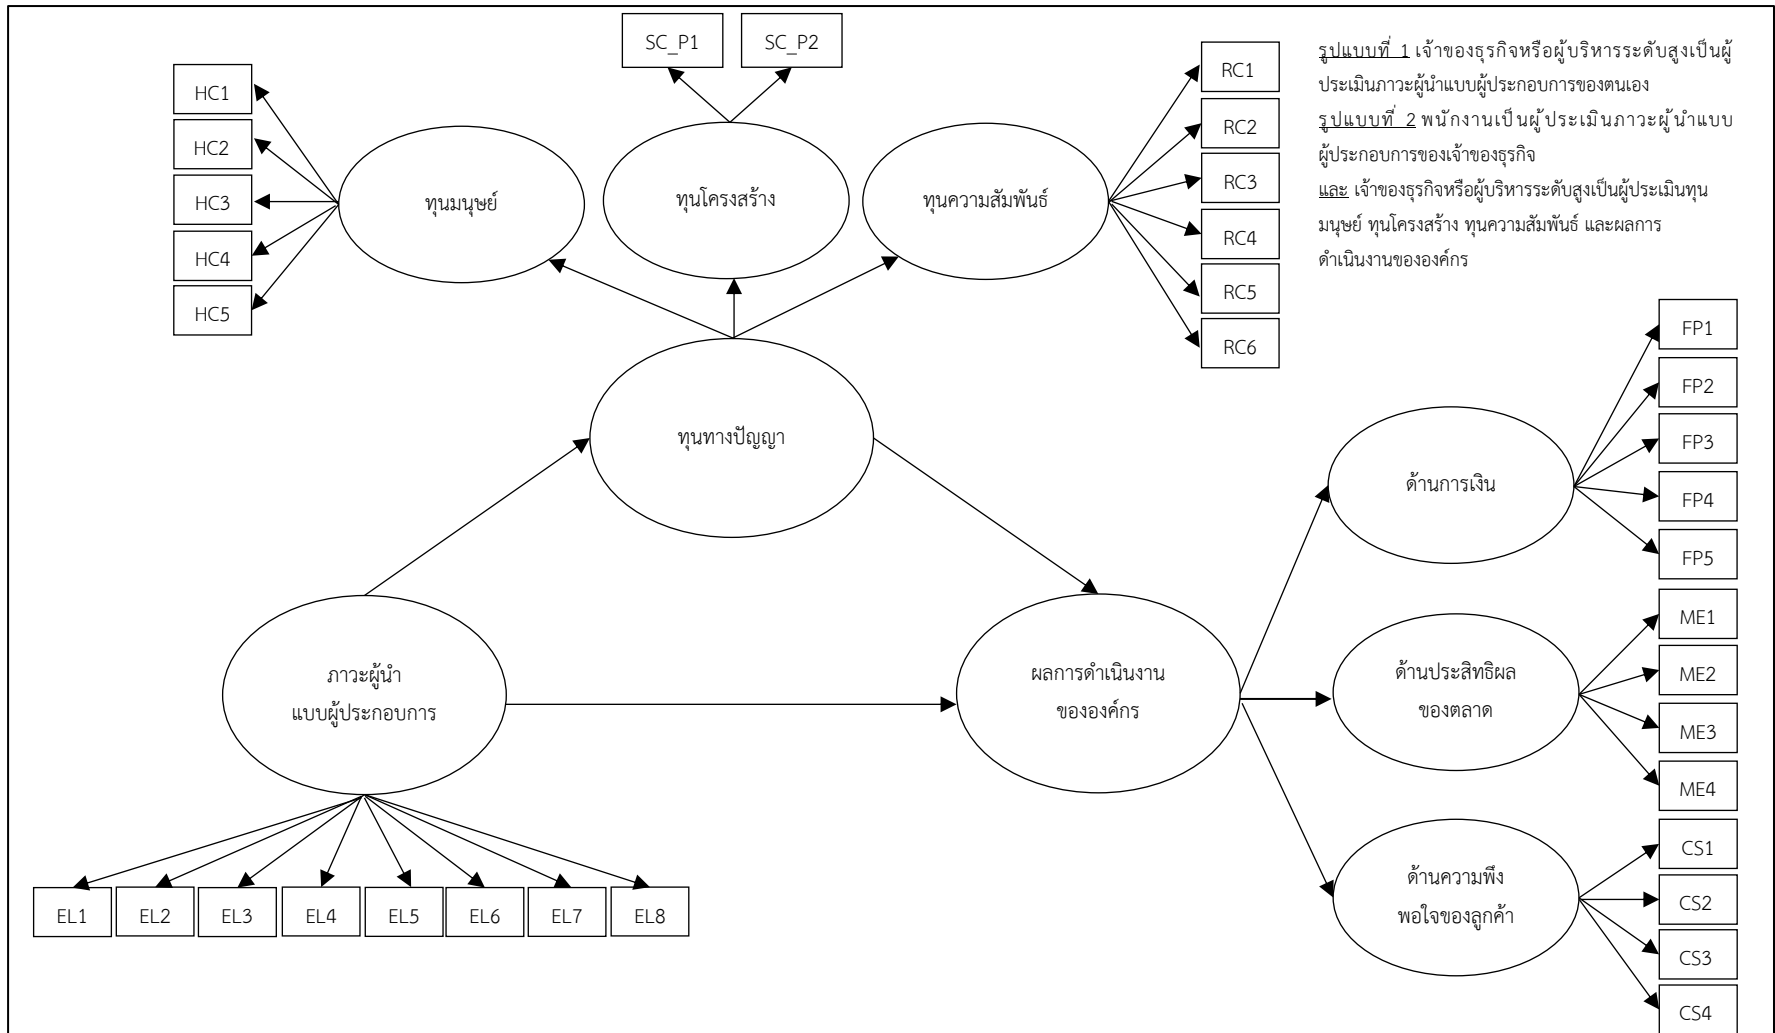 SC_P1
SC_P2
HC1
HC2
HC3
HC4
HC5
ทุนมนุษย์
ทุนโครงสร้าง
ทุนความสัมพันธ์
RC1
RC2
RC3
RC4
RC5
RC6
รูปแบบที่ 1 เจ้าของธุรกิจหรือผู้บริหารระดับสูงเป็นผู้
ประเมินภาวะผู้นำแบบผู้ประกอบการของตนเอง
รูปแบบที่ 2 พนักงานเป็นผู้ประเมินภาวะผู้นำแบบ
ผู้ประกอบการของเจ้าของธุรกิจ
และ เจ้าของธุรกิจหรือผู้บริหารระดับสูงเป็นผู้ประเมินทุน
มนุษย์ ทุนโครงสร้าง ทุนความสัมพันธ์ และผลการ
ดำเนินงานขององค์กร
ทุนทางปัญญา
ภาวะผู้นำ
แบบผู้ประกอบการ
ผลการดำเนินงาน
ขององค์กร
ด้านการเงิน
FP1
FP2
FP3
FP4
FP5
ด้านประสิทธิผล
ของตลาด
ME1
ME2
ME3
ME4
ด้านความพึง
พอใจของลูกค้า
CS1
CS2
CS3
CS4
EL1
EL2
EL3
EL4
EL5
EL6
EL7
EL8